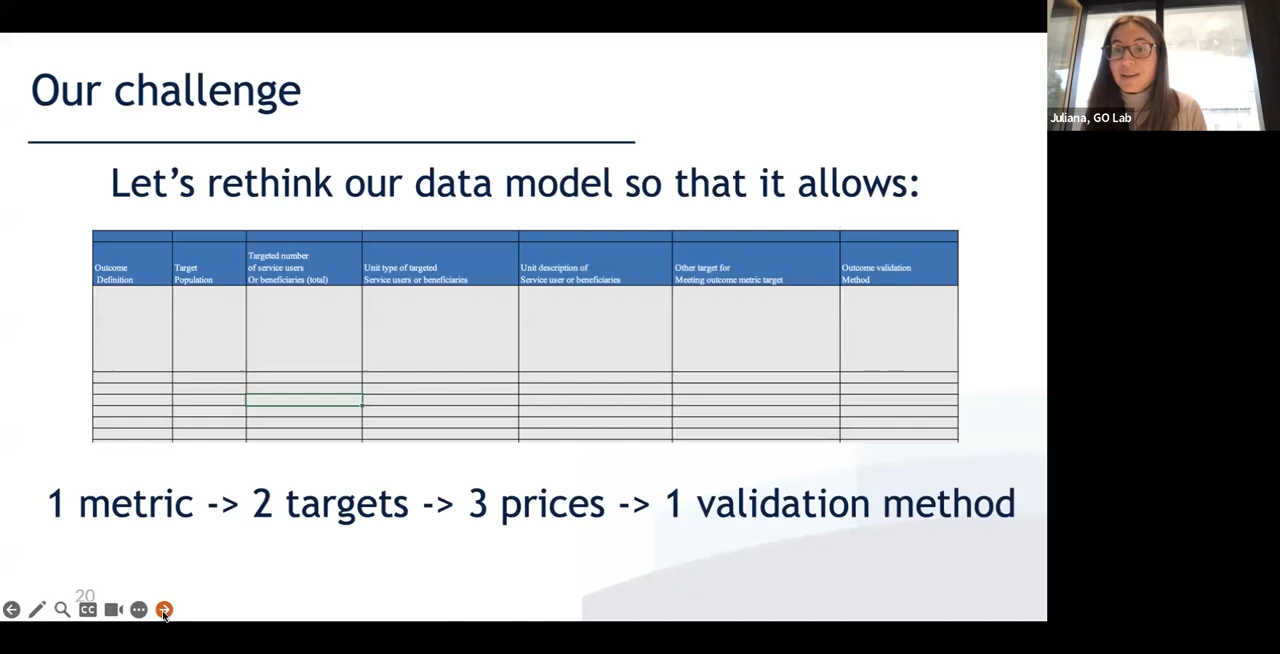 Our challenge
Let's rethink our data model so that it allows:
Outcome
Definition
Target
Population
Targeted number
of service users
Or beneficiaries (total)
Unit type of targeted
Service users or beneficiaries
Unit description of
Service user or beneficiaries
Other target for
Meeting outcome metric target
Outcome validation
Method
1 metric -> 2 targets -> 3 prices -> 1 validation method
20
CC
Juliana, GO Lab